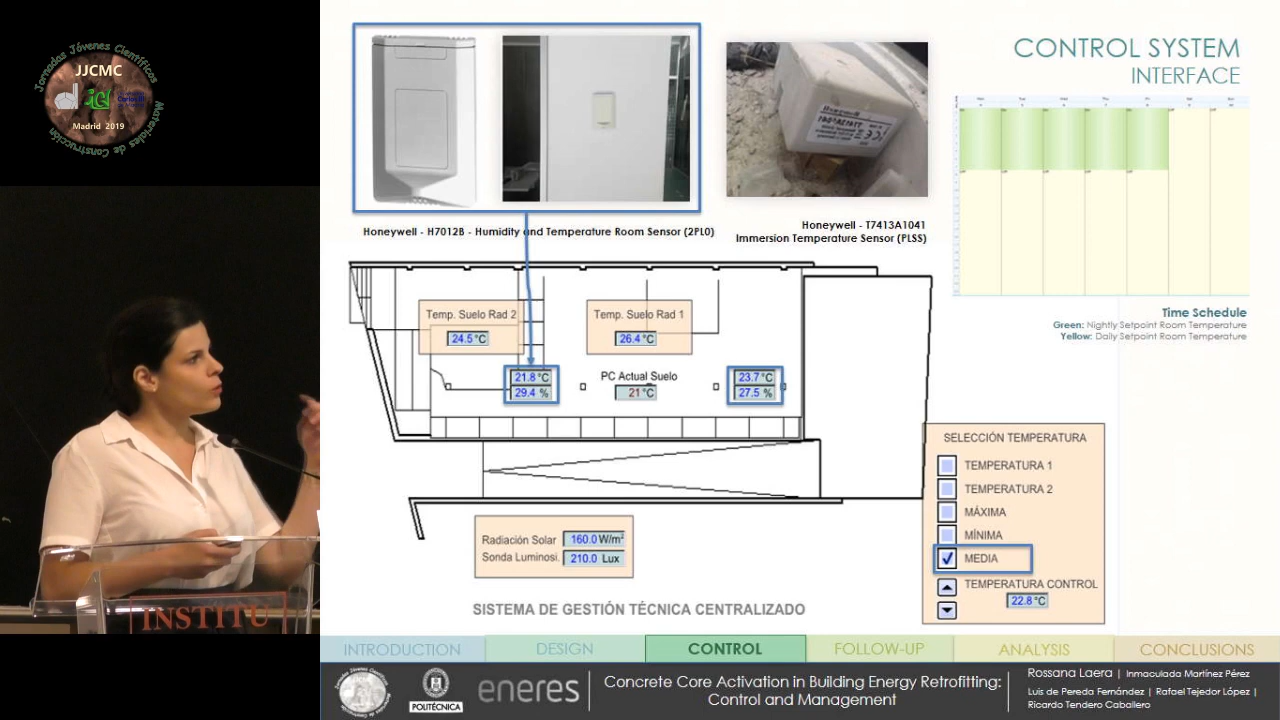 Jornadas Jóvenes Científicos
JJCMC
Madrid 2019
Materiales de Construcción
INSTITU
CONTROL SYSTEM
INTERFACE
Honeywell - H7012B - Humidity and Temperature Room Sensor (2PL0)
Honeywell - T7413A1041
Immersion Temperature Sensor (PLSS)
Time Schedule
Green: Nightly Setpoint Room Temperature
Yellow: Daily Setpoint Room Temperature
Temp. Suelo Rad 2
24.5 °C
Temp. Suelo Rad 1
26.4 °C
21.8 °C
29.4 %
PC Actual Suelo
21 °C
23.7 °C
27.5 %
SELECCIÓN TEMPERATURA
TEMPERATURA 1
TEMPERATURA 2
MÁXIMA
MÍNIMA
MEDIA
TEMPERATURA CONTROL
22.8 °C
Radiación Solar 160.0 W/m²
Sonda Luminosi. 210.0 Lux
SISTEMA DE GESTIÓN TÉCNICA CENTRALIZADO
INTRODUCTION DESIGN CONTROL FOLLOW-UP ANALYSIS CONCLUSIONS
JJCMC
POLITÉCNICA
eneres
Concrete Core Activation in Building Energy Retrofitting:
Control and Management
Rossana Laera | Inmaculada Martínez Pérez
Luis de Pereda Fernández | Rafael Tejedor López |
Ricardo Tendero Caballero